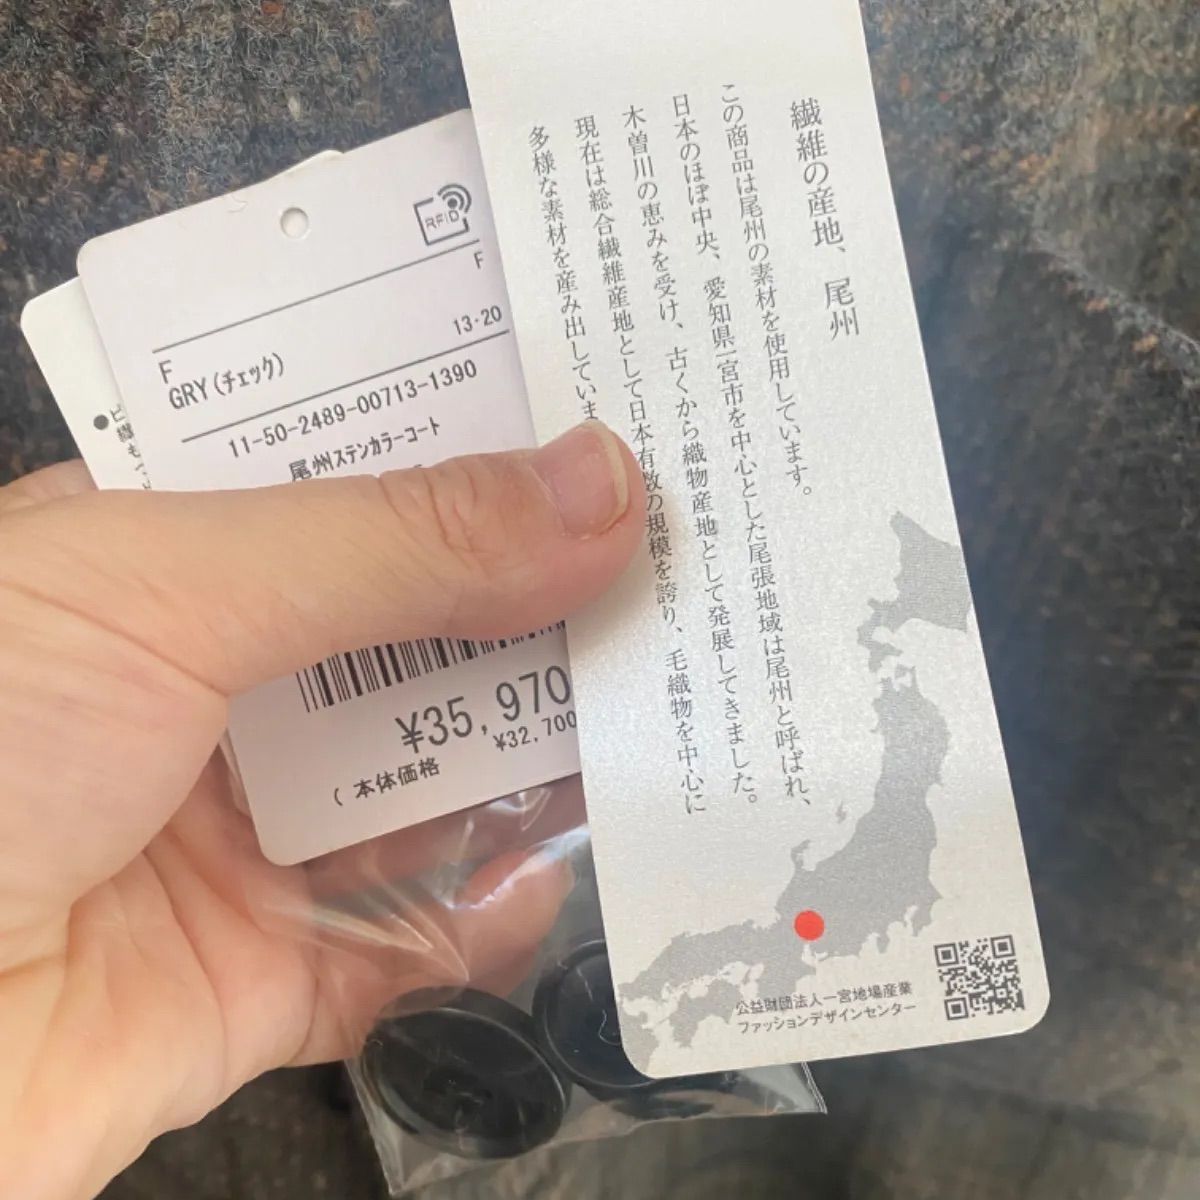 繊維の産地、尾州
この商品は尾州の素材を使用しています。
日本のほぼ中央、愛知県一宮市を中心とした尾張地域は尾州と呼ばれ、
木曽川の恵みを受け、古くから織物産地として発展してきました。
現在は総合繊維産地として日本有数の規模を誇り、毛織物を中心に
多様な素材を産み出していま
公益財団法人一宮地場産業
ファッションデザインセンター
RFID
F
13・20
F
GRY(チェック)
11-50-2489-00713-1390
尾州ステンカラーコート
¥35,970
¥32,700
( 本体価格